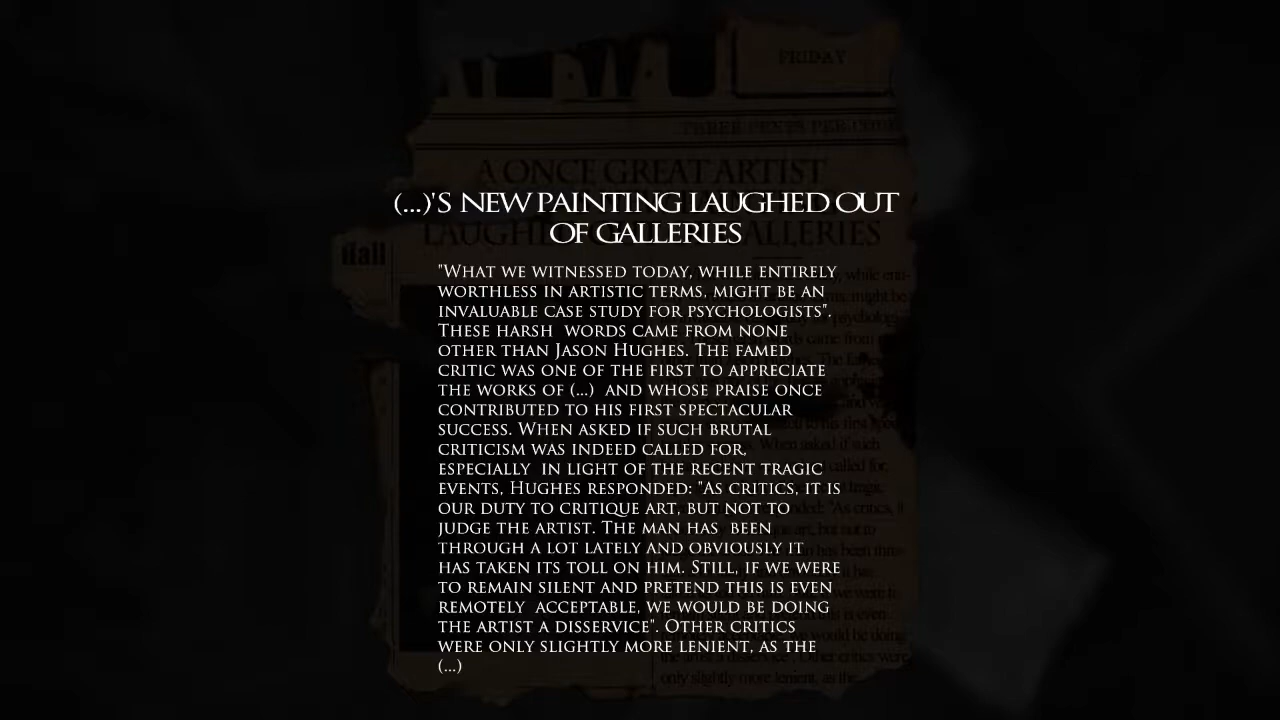 FRIDAY
A ONCE GREAT ARTIST
(...)'S NEW PAINTING LAUGHED OUT
OF GALLERIES
"WHAT WE WITNESSED TODAY, WHILE ENTIRELY
WORTHLESS IN ARTISTIC TERMS, MIGHT BE AN
INVALUABLE CASE STUDY FOR PSYCHOLOGISTS".
THESE HARSH WORDS CAME FROM NONE
OTHER THAN JASON HUGHES. THE FAMED
CRITIC WAS ONE OF THE FIRST TO APPRECIATE
THE WORKS OF (...) AND WHOSE PRAISE ONCE
CONTRIBUTED TO HIS FIRST SPECTACULAR
SUCCESS. WHEN ASKED IF SUCH BRUTAL
CRITICISM WAS INDEED CALLED FOR,
ESPECIALLY IN LIGHT OF THE RECENT TRAGIC
EVENTS, HUGHES RESPONDED: "AS CRITICS, IT IS
OUR DUTY TO CRITIQUE ART, BUT NOT TO
JUDGE THE ARTIST. THE MAN HAS BEEN
THROUGH A LOT LATELY AND OBVIOUSLY IT
HAS TAKEN ITS TOLL ON HIM. STILL, IF WE WERE
TO REMAIN SILENT AND PRETEND THIS IS EVEN
REMOTELY ACCEPTABLE, WE WOULD BE DOING
THE ARTIST A DISSERVICE". OTHER CRITICS
WERE ONLY SLIGHTLY MORE LENIENT, AS THE
(...)